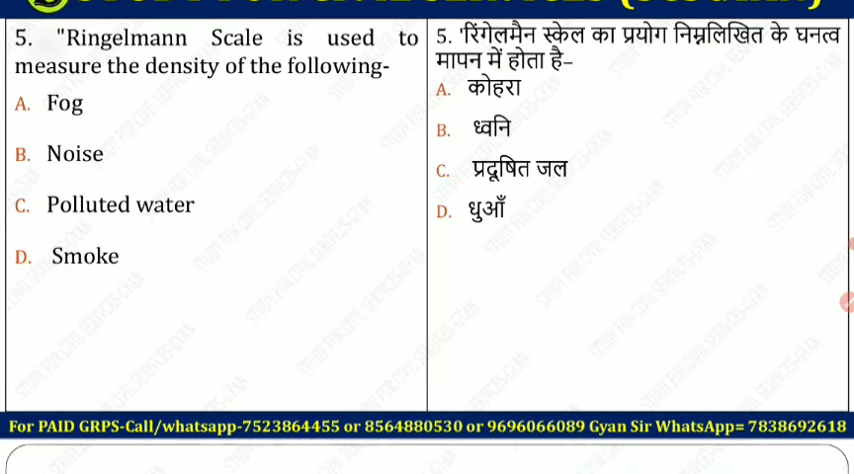 5. "Ringelmann Scale is used to
measure the density of the following-
A. Fog
B. Noise
C. Polluted water
D. Smoke
5. 'रिंगेलमैन स्केल का प्रयोग निम्नलिखित के घनत्व
मापन में होता है–
A. कोहरा
B. ध्वनि
C. प्रदूषित जल
D. धुआँ
For PAID GRPS-Call/whatsapp-7523864455 or 8564880530 or 9696066089 Gyan Sir WhatsApp= 7838692618